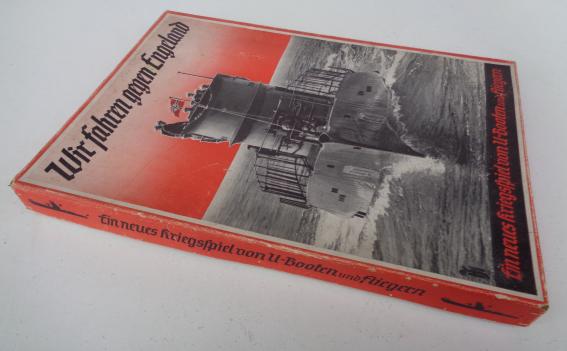 Wir fahren gegen Engeland
Ein neues Kriegsspiel von U-Booten und Fliegern
Ein neues Kriegsspiel von U-Booten und Fliegern